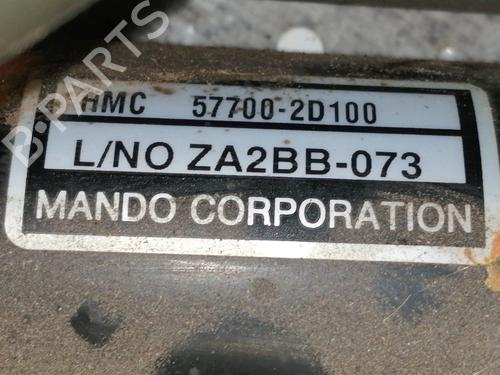 HMC 57700-2D100
L/NO ZA2BB-073
MANDO CORPORATION
B-PARTS